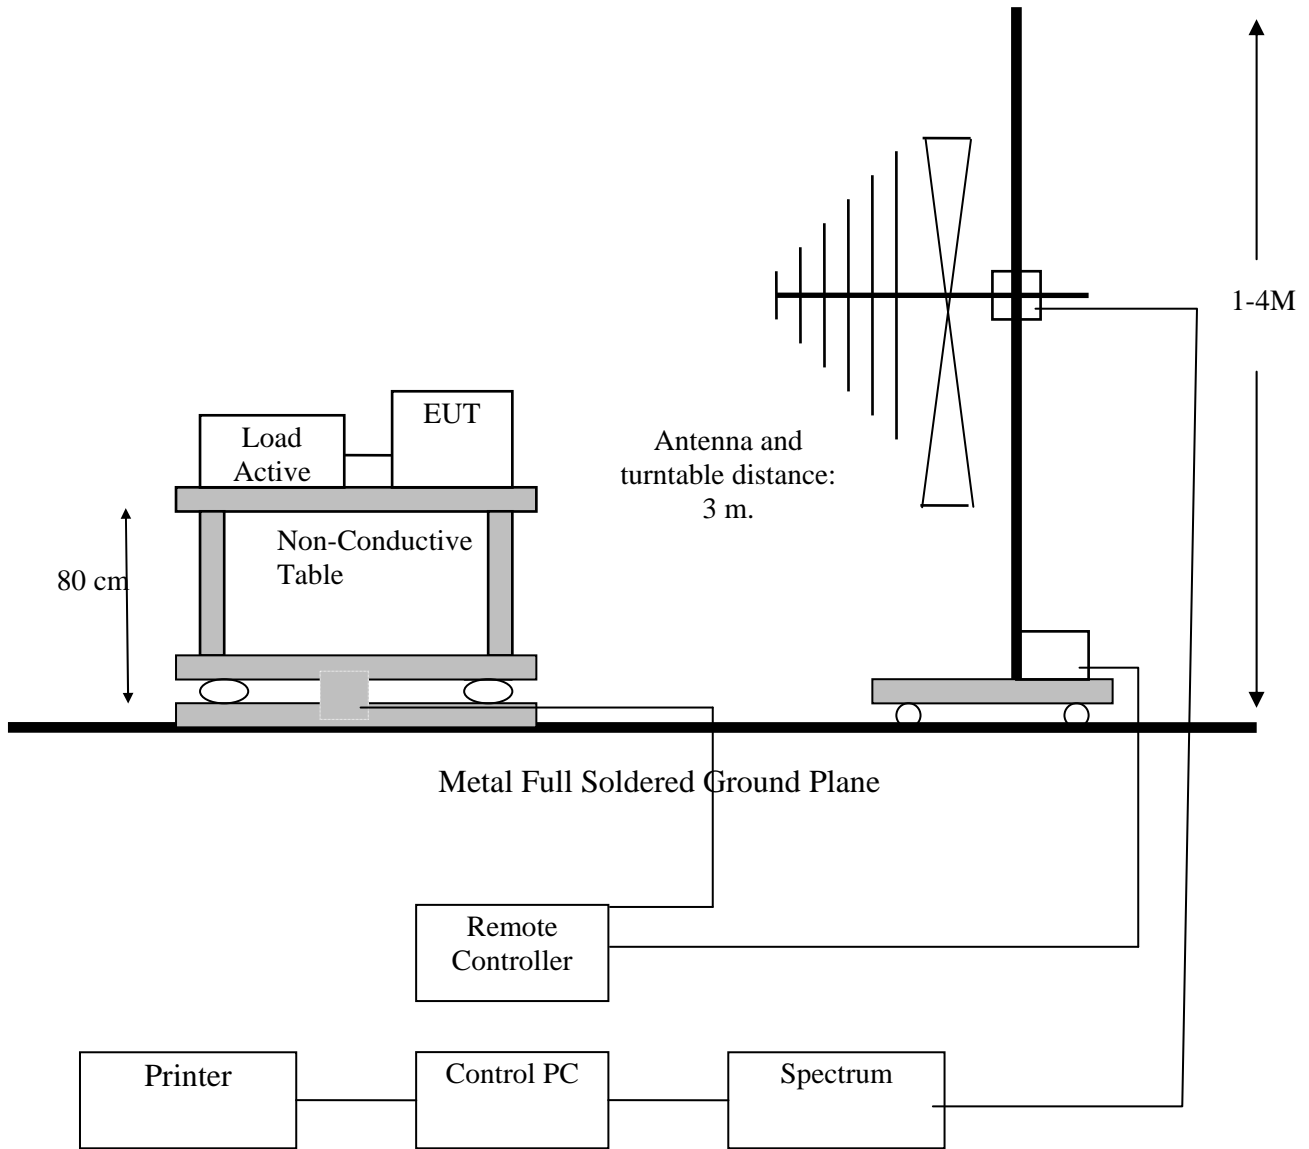 1-4M
EUT
Load
Active
Antenna and
turntable distance:
3 m.
Non-Conductive
Table
80 cm
Metal Full Soldered Ground Plane
Remote
Controller
Printer
Control PC
Spectrum